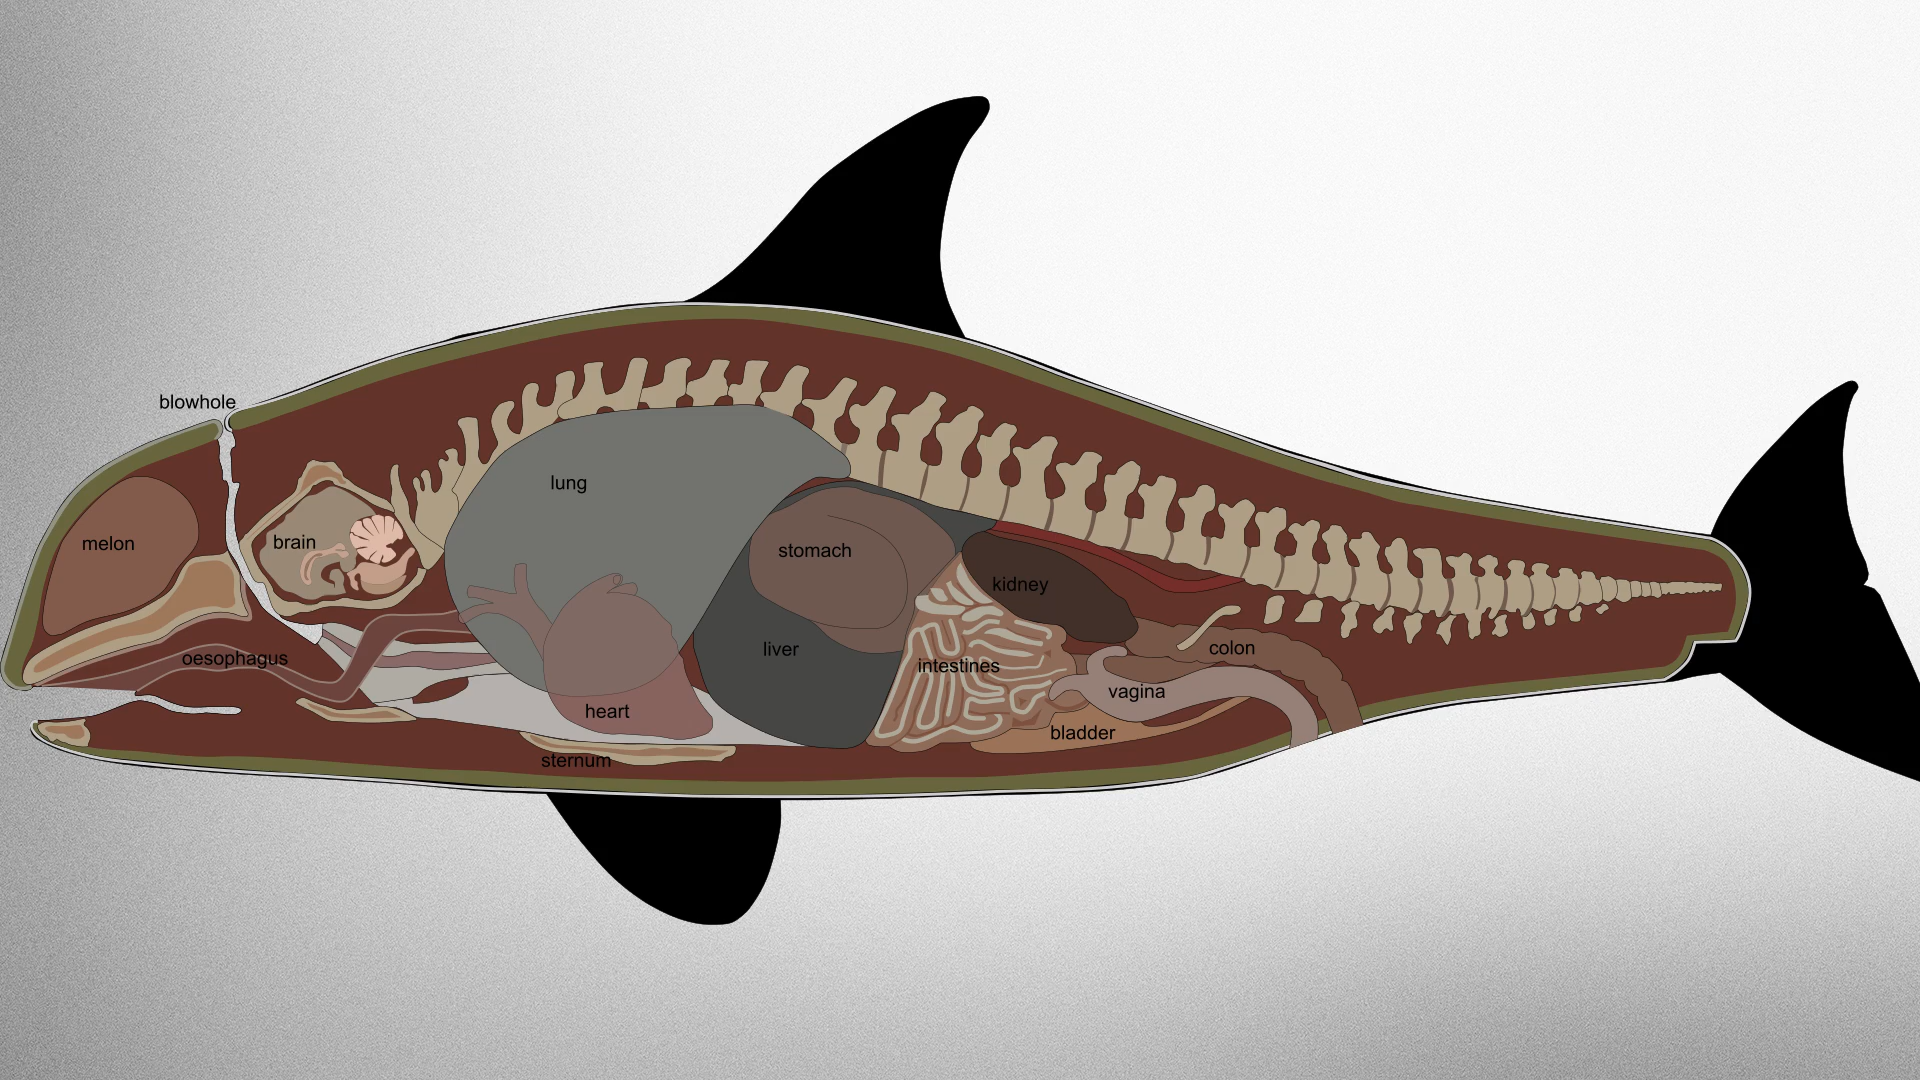 blowhole
lung
melon
brain
stomach
kidney
liver
colon
oesophagus
intestines
vagina
heart
bladder
sternum